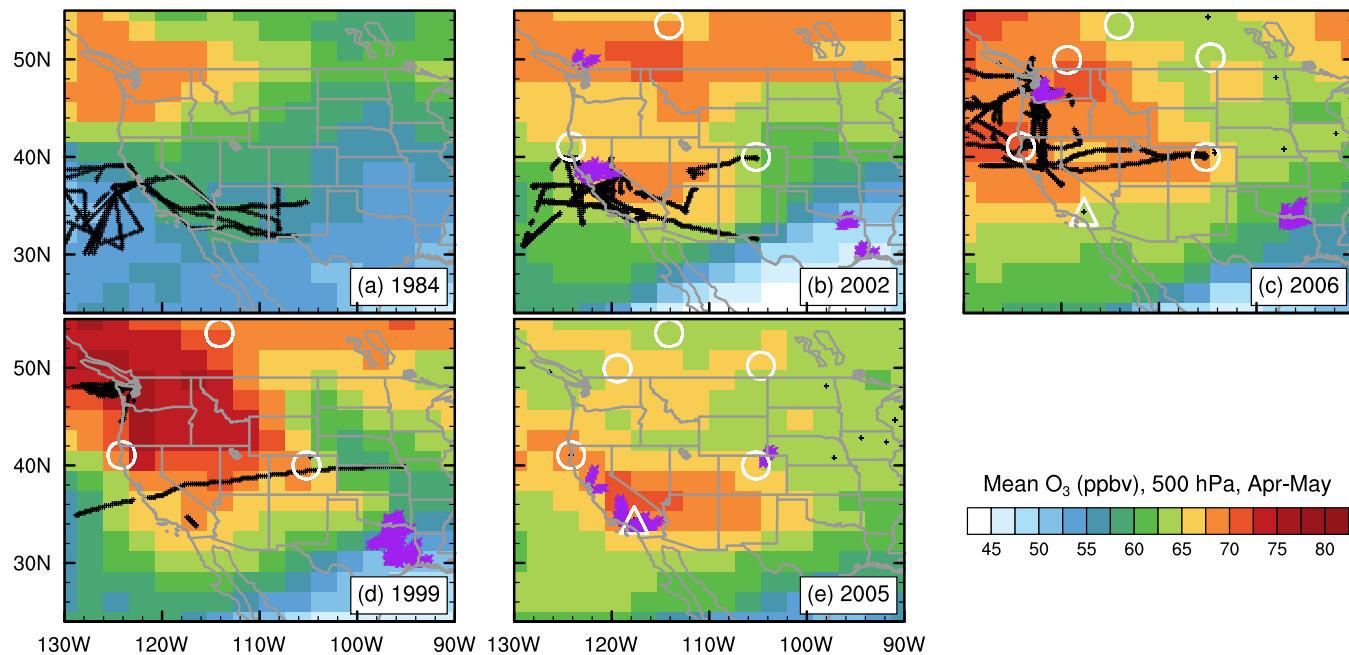 50N
40N
30N
(a) 1984
(b) 2002
(c) 2006
50N
40N
30N
(d) 1999
(e) 2005
130W 120W 110W 100W 90W
130W 120W 110W 100W 90W
Mean O3 (ppbv), 500 hPa, Apr-May
45 50 55 60 65 70 75 80